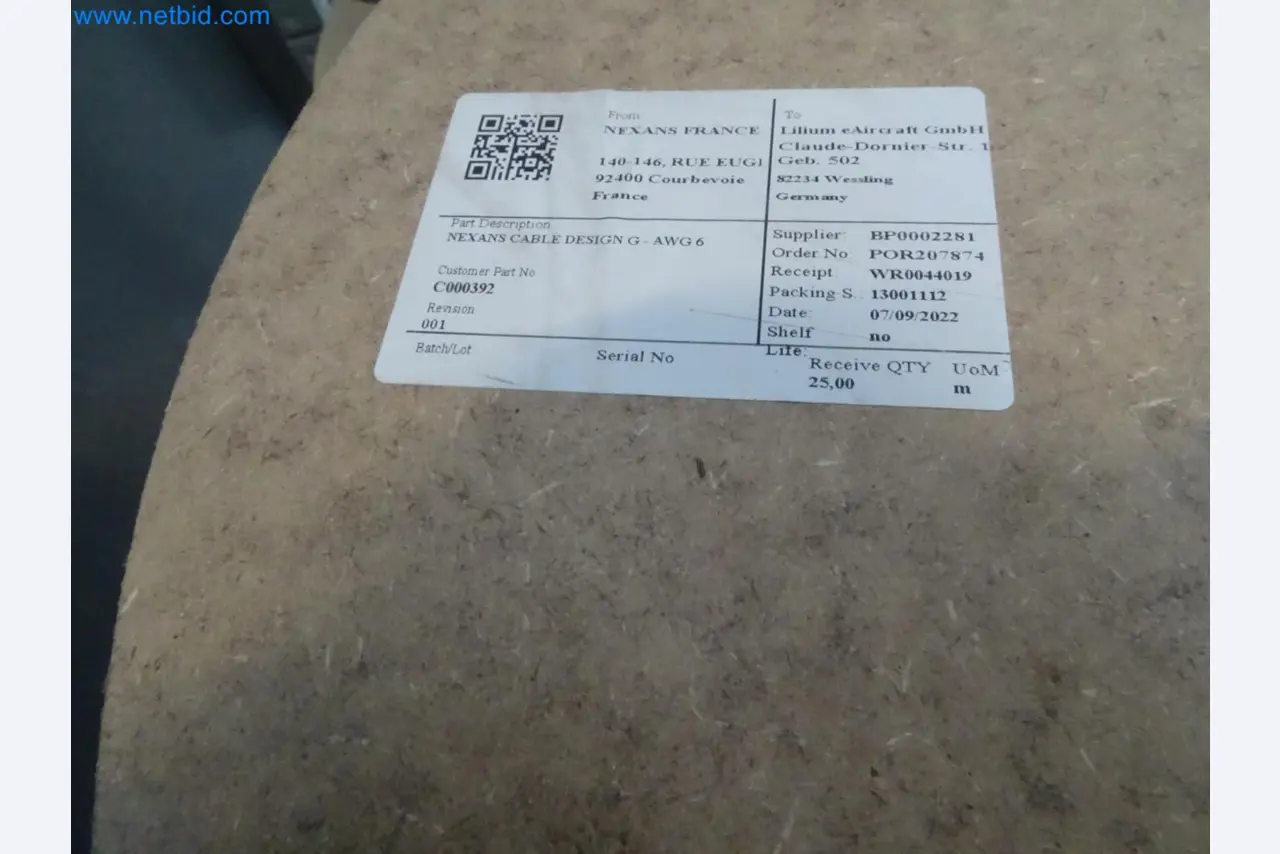 www.netbid.com
From
NEXANS FRANCE
140-146, RUE EUGI
92400 Courbevoie
France
To
Lilium eAircraft GmbH
Claude-Dornier Str.
Geb. 502
82234 Wessling
Germany
Part Description
NEXANS CABLE DESIGN G - AWG 6
Customer Part No
C000392
Revision
001
Supplier: BP0002281
Order No POR207874
Receipt WR0044019
Packing S.: 13001112
Date: 07/09/2022
Shelf no
Life:
Batch/Lot
Serial No
Receive QTY UoM
25,00 m